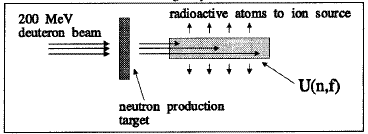 200 MeV
deuteron beam
radioactive atoms to ion source
U(n,f)
neutron production
target